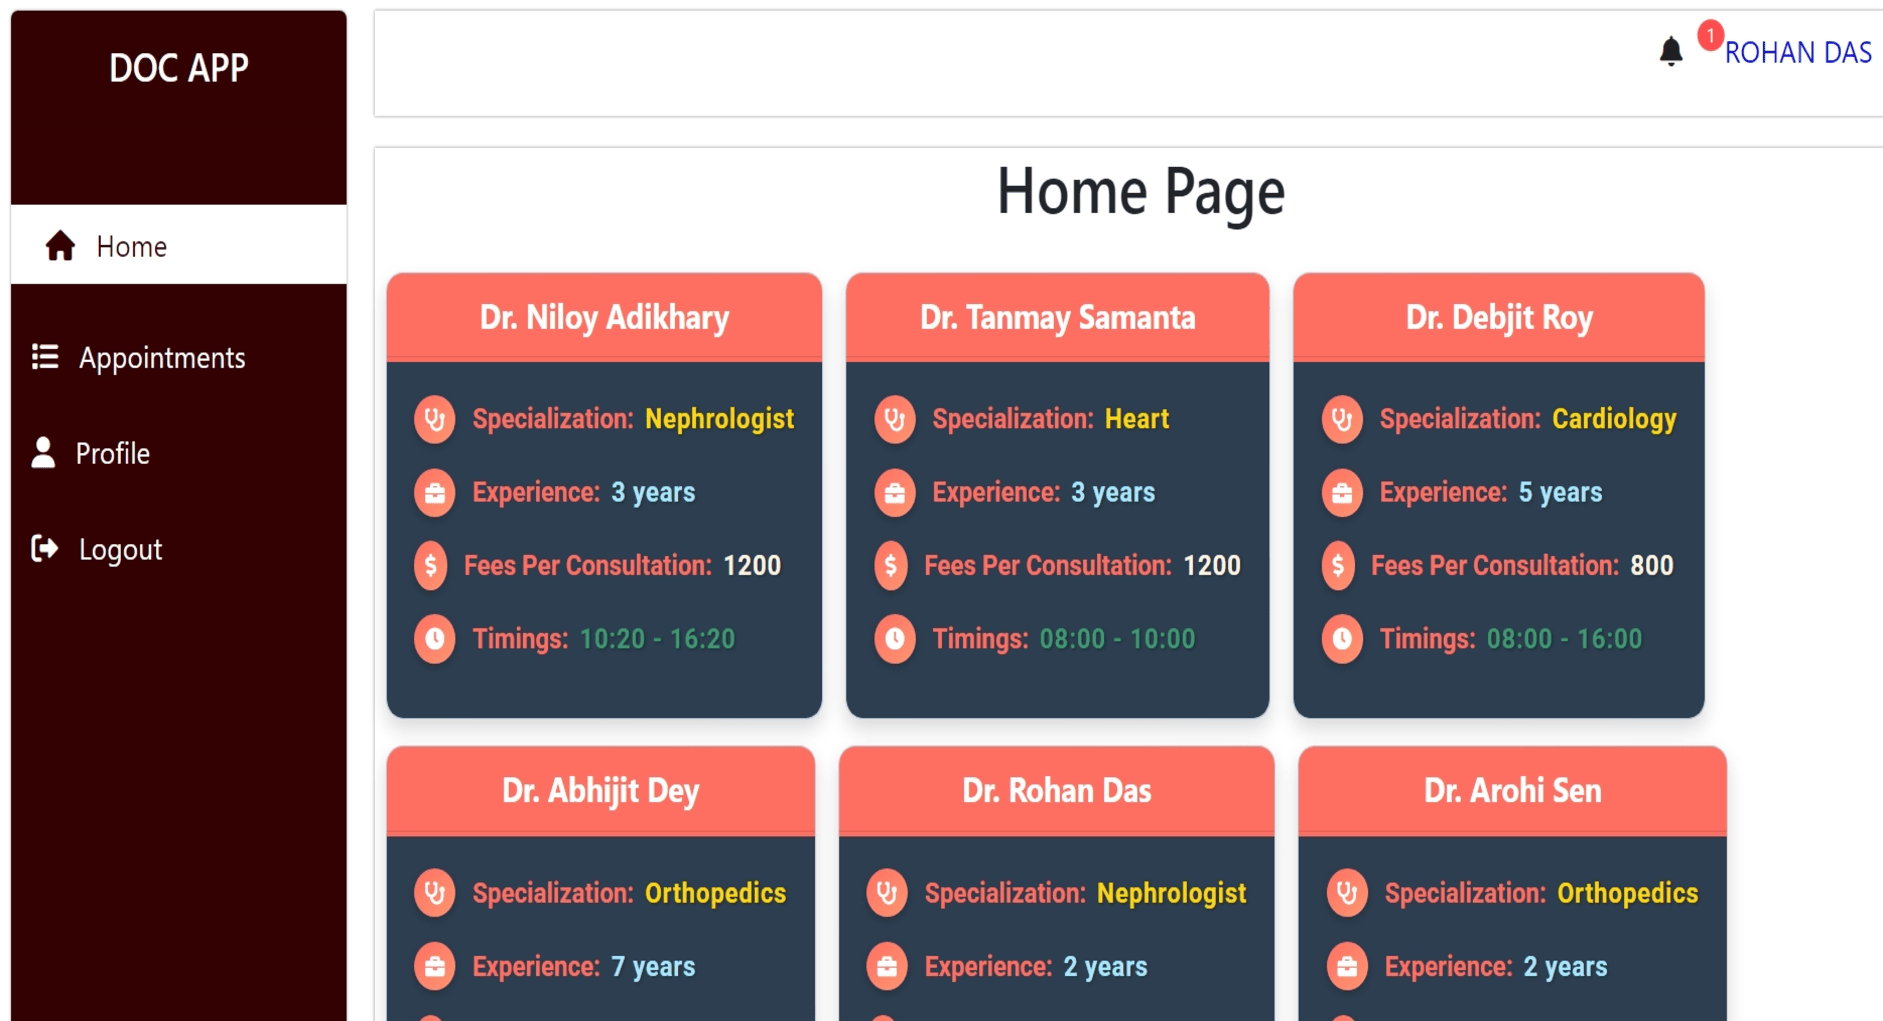 DOC APP
1
ROHAN DAS
Home
Appointments
Profile
Logout
Home Page
Dr. Niloy Adikhary
Specialization: Nephrologist
Experience: 3 years
Fees Per Consultation: 1200
Timings: 10:20 - 16:20
Dr. Tanmay Samanta
Specialization: Heart
Experience: 3 years
Fees Per Consultation: 1200
Timings: 08:00 - 10:00
Dr. Debjit Roy
Specialization: Cardiology
Experience: 5 years
Fees Per Consultation: 800
Timings: 08:00 - 16:00
Dr. Abhijit Dey
Specialization: Orthopedics
Experience: 7 years
Dr. Rohan Das
Specialization: Nephrologist
Experience: 2 years
Dr. Arohi Sen
Specialization: Orthopedics
Experience: 2 years